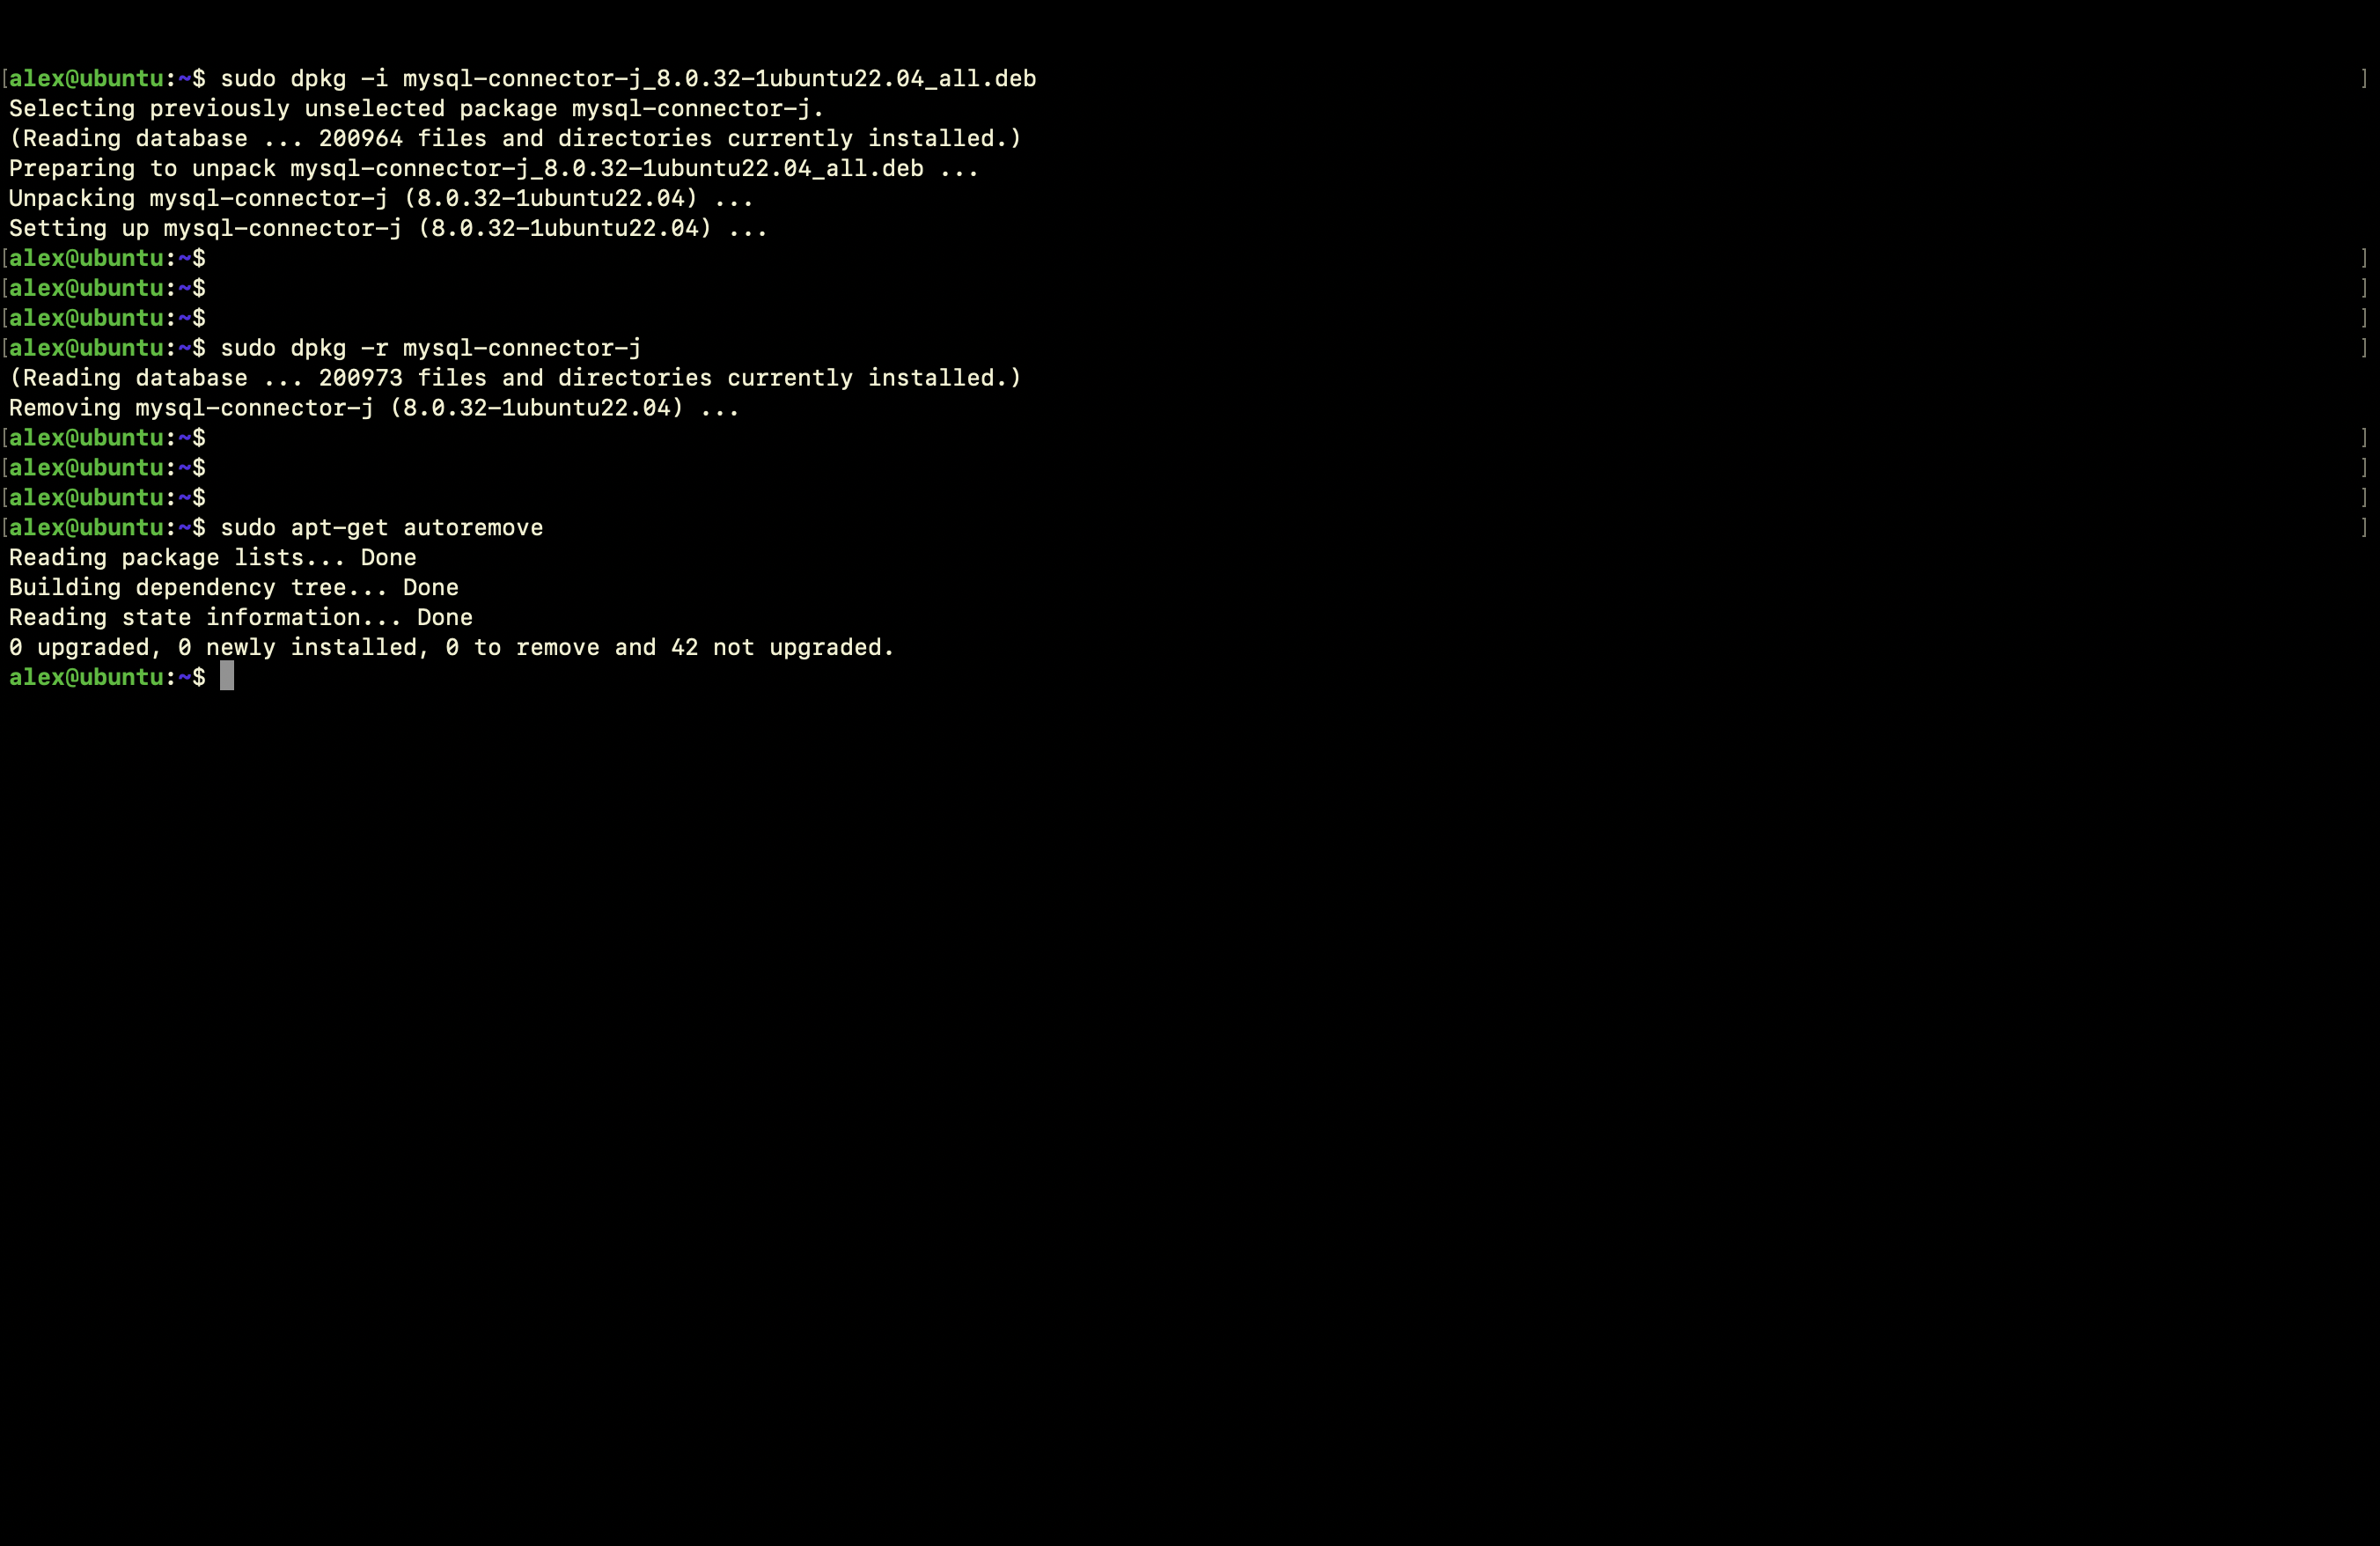 [alex@ubuntu:~$ sudo dpkg -i mysql-connector-j_8.0.32-1ubuntu22.04_all.deb ]
Selecting previously unselected package mysql-connector-j.
(Reading database ... 200964 files and directories currently installed.)
Preparing to unpack mysql-connector-j_8.0.32-1ubuntu22.04_all.deb ...
Unpacking mysql-connector-j (8.0.32-1ubuntu22.04) ...
Setting up mysql-connector-j (8.0.32-1ubuntu22.04) ...
[alex@ubuntu:~$ ]
[alex@ubuntu:~$ ]
[alex@ubuntu:~$ ]
[alex@ubuntu:~$ sudo dpkg -r mysql-connector-j ]
(Reading database ... 200973 files and directories currently installed.)
Removing mysql-connector-j (8.0.32-1ubuntu22.04) ...
[alex@ubuntu:~$ ]
[alex@ubuntu:~$ ]
[alex@ubuntu:~$ ]
[alex@ubuntu:~$ sudo apt-get autoremove ]
Reading package lists... Done
Building dependency tree... Done
Reading state information... Done
0 upgraded, 0 newly installed, 0 to remove and 42 not upgraded.
alex@ubuntu:~$